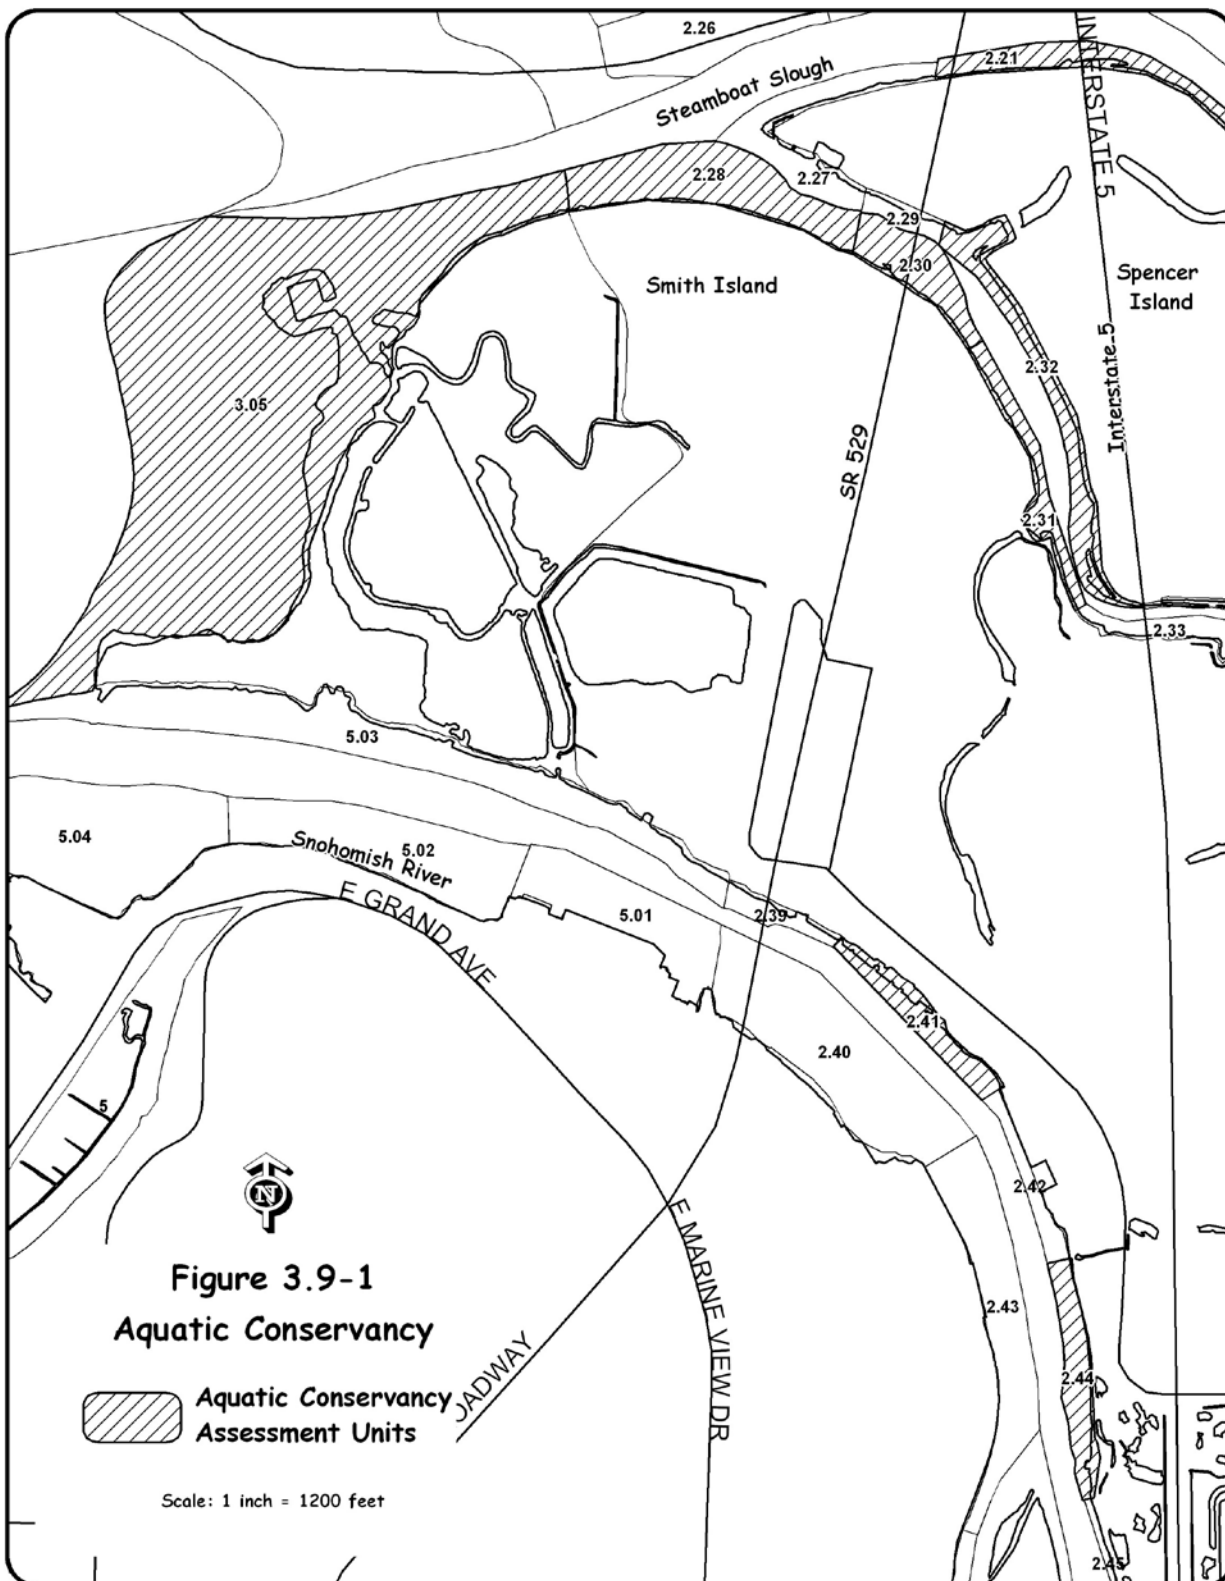 2.26
INTERSTATE 5
2.21
Steamboat Slough
2.28
2.27
2.29
2.30
Smith Island
Spencer
Island
2.32
Interstate 5
3.05
SR 529
2.31
2.33
5.03
5.04
Snohomish River
5.02
E GRAND AVE
5.01
2.39
2.41
2.40
5
2.42
N
E MARINE VIEW DR
Figure 3.9-1
Aquatic Conservancy
2.43
OADWAY
2.44
Aquatic Conservancy
Assessment Units
Scale: 1 inch = 1200 feet
2.45